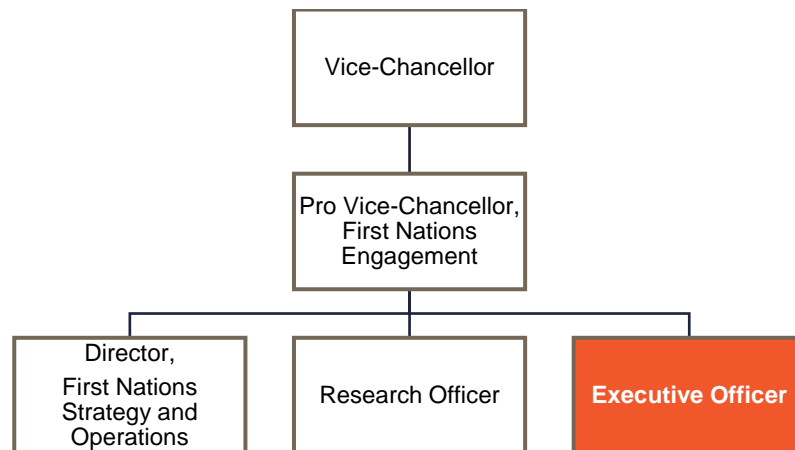 Vice-Chancellor
Pro Vice-Chancellor,
First Nations
Engagement
Director,
First Nations
Strategy and
Operations
Research Officer
Executive Officer